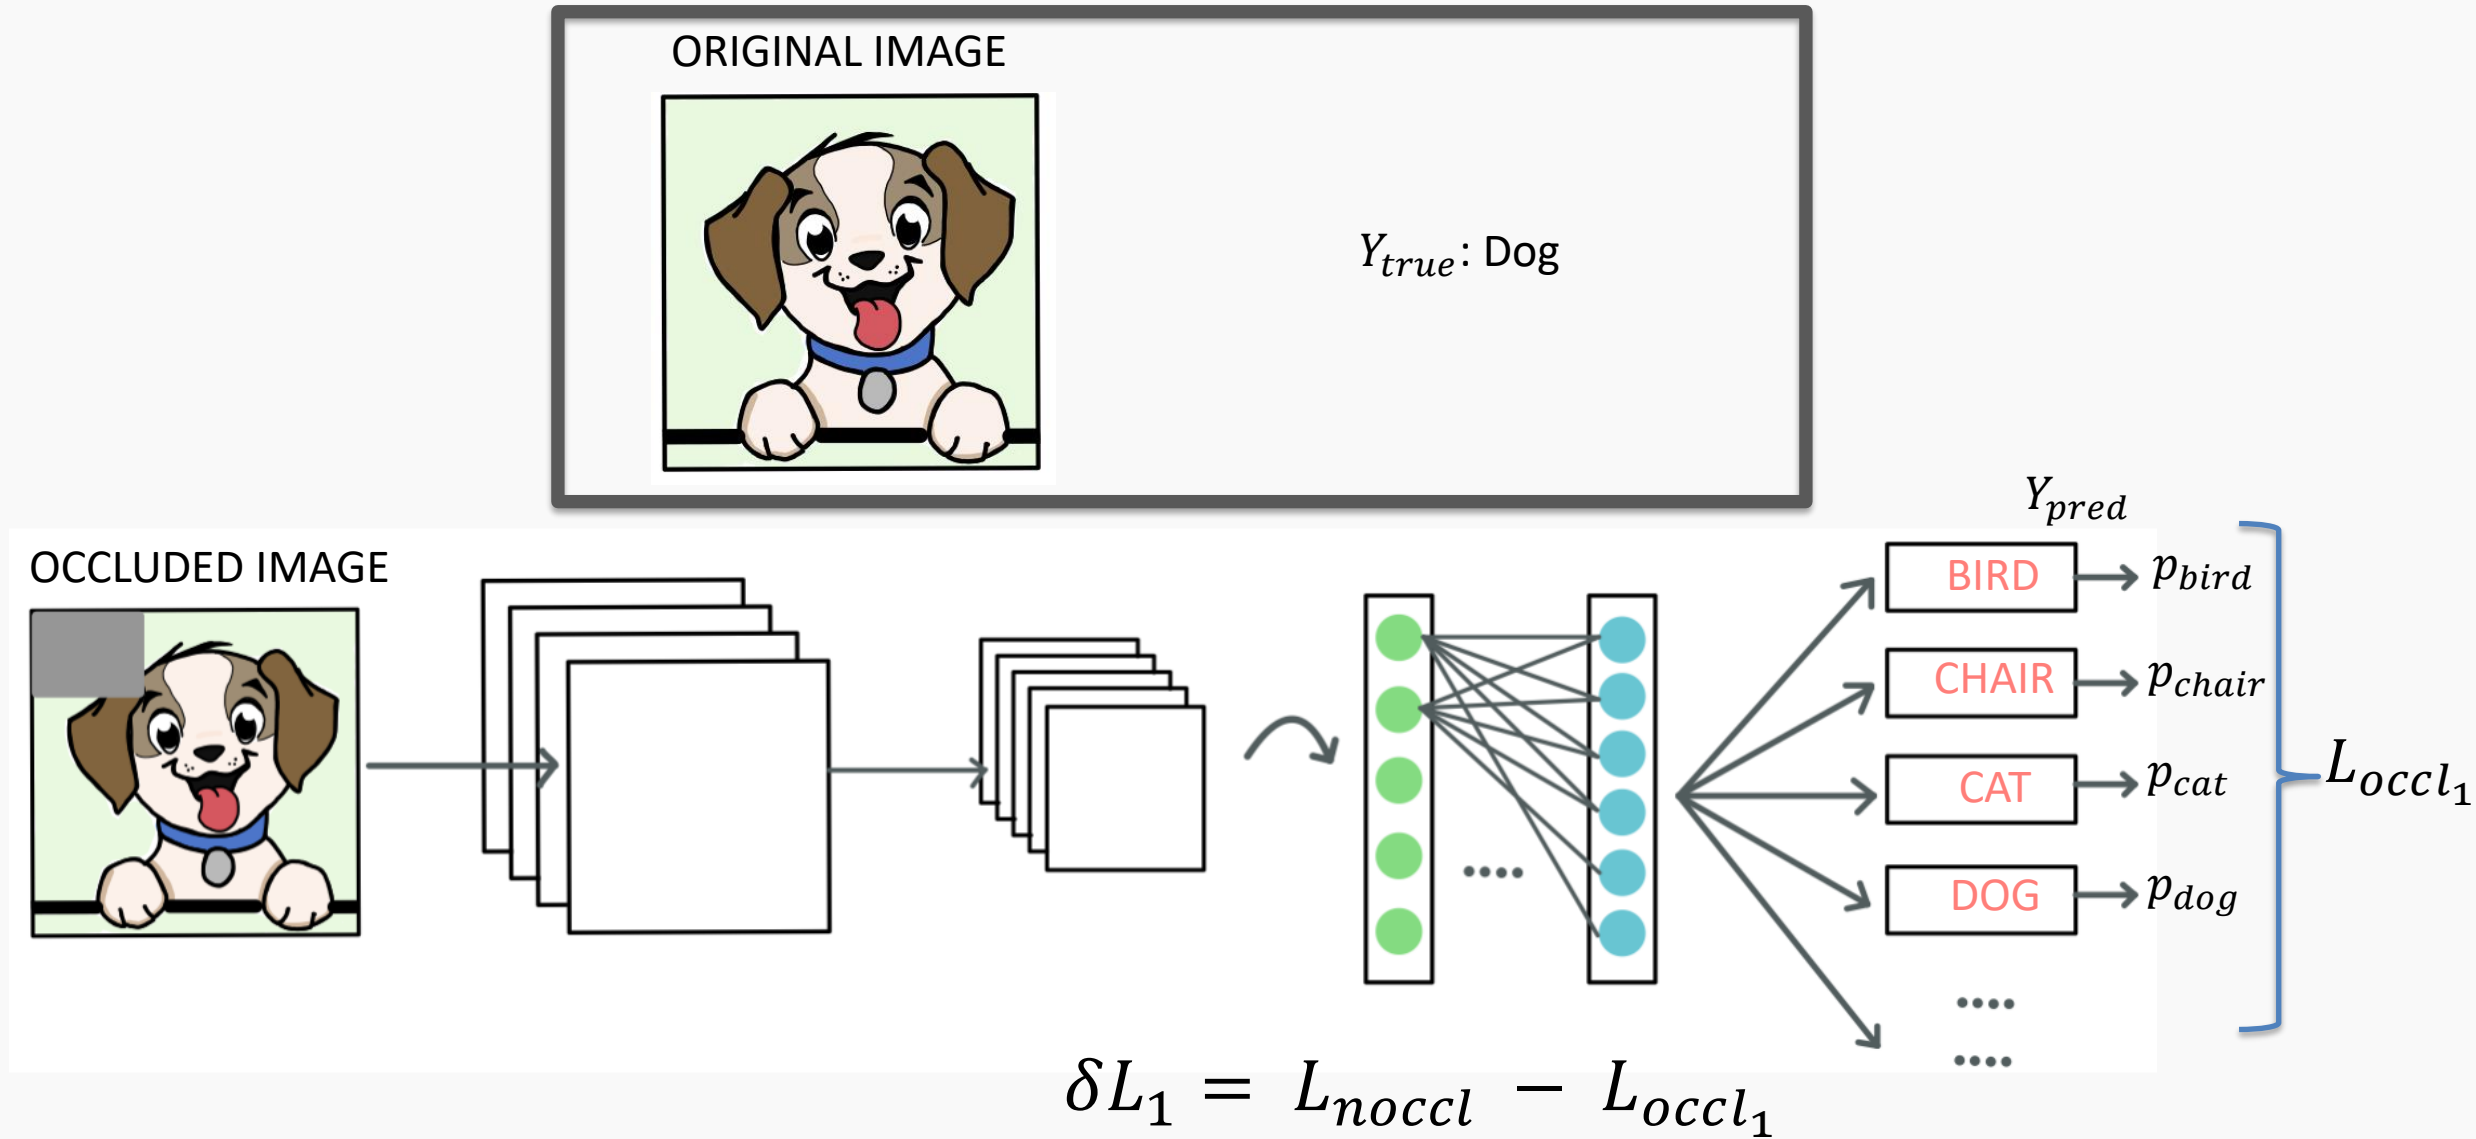 ORIGINAL IMAGE
Y_true: Dog
Y_pred
OCCLUDED IMAGE
BIRD p_bird
CHAIR p_chair
CAT p_cat
DOG p_dog
L_occl_1
....
....
....
δL_1 = L_noccl − L_occl_1